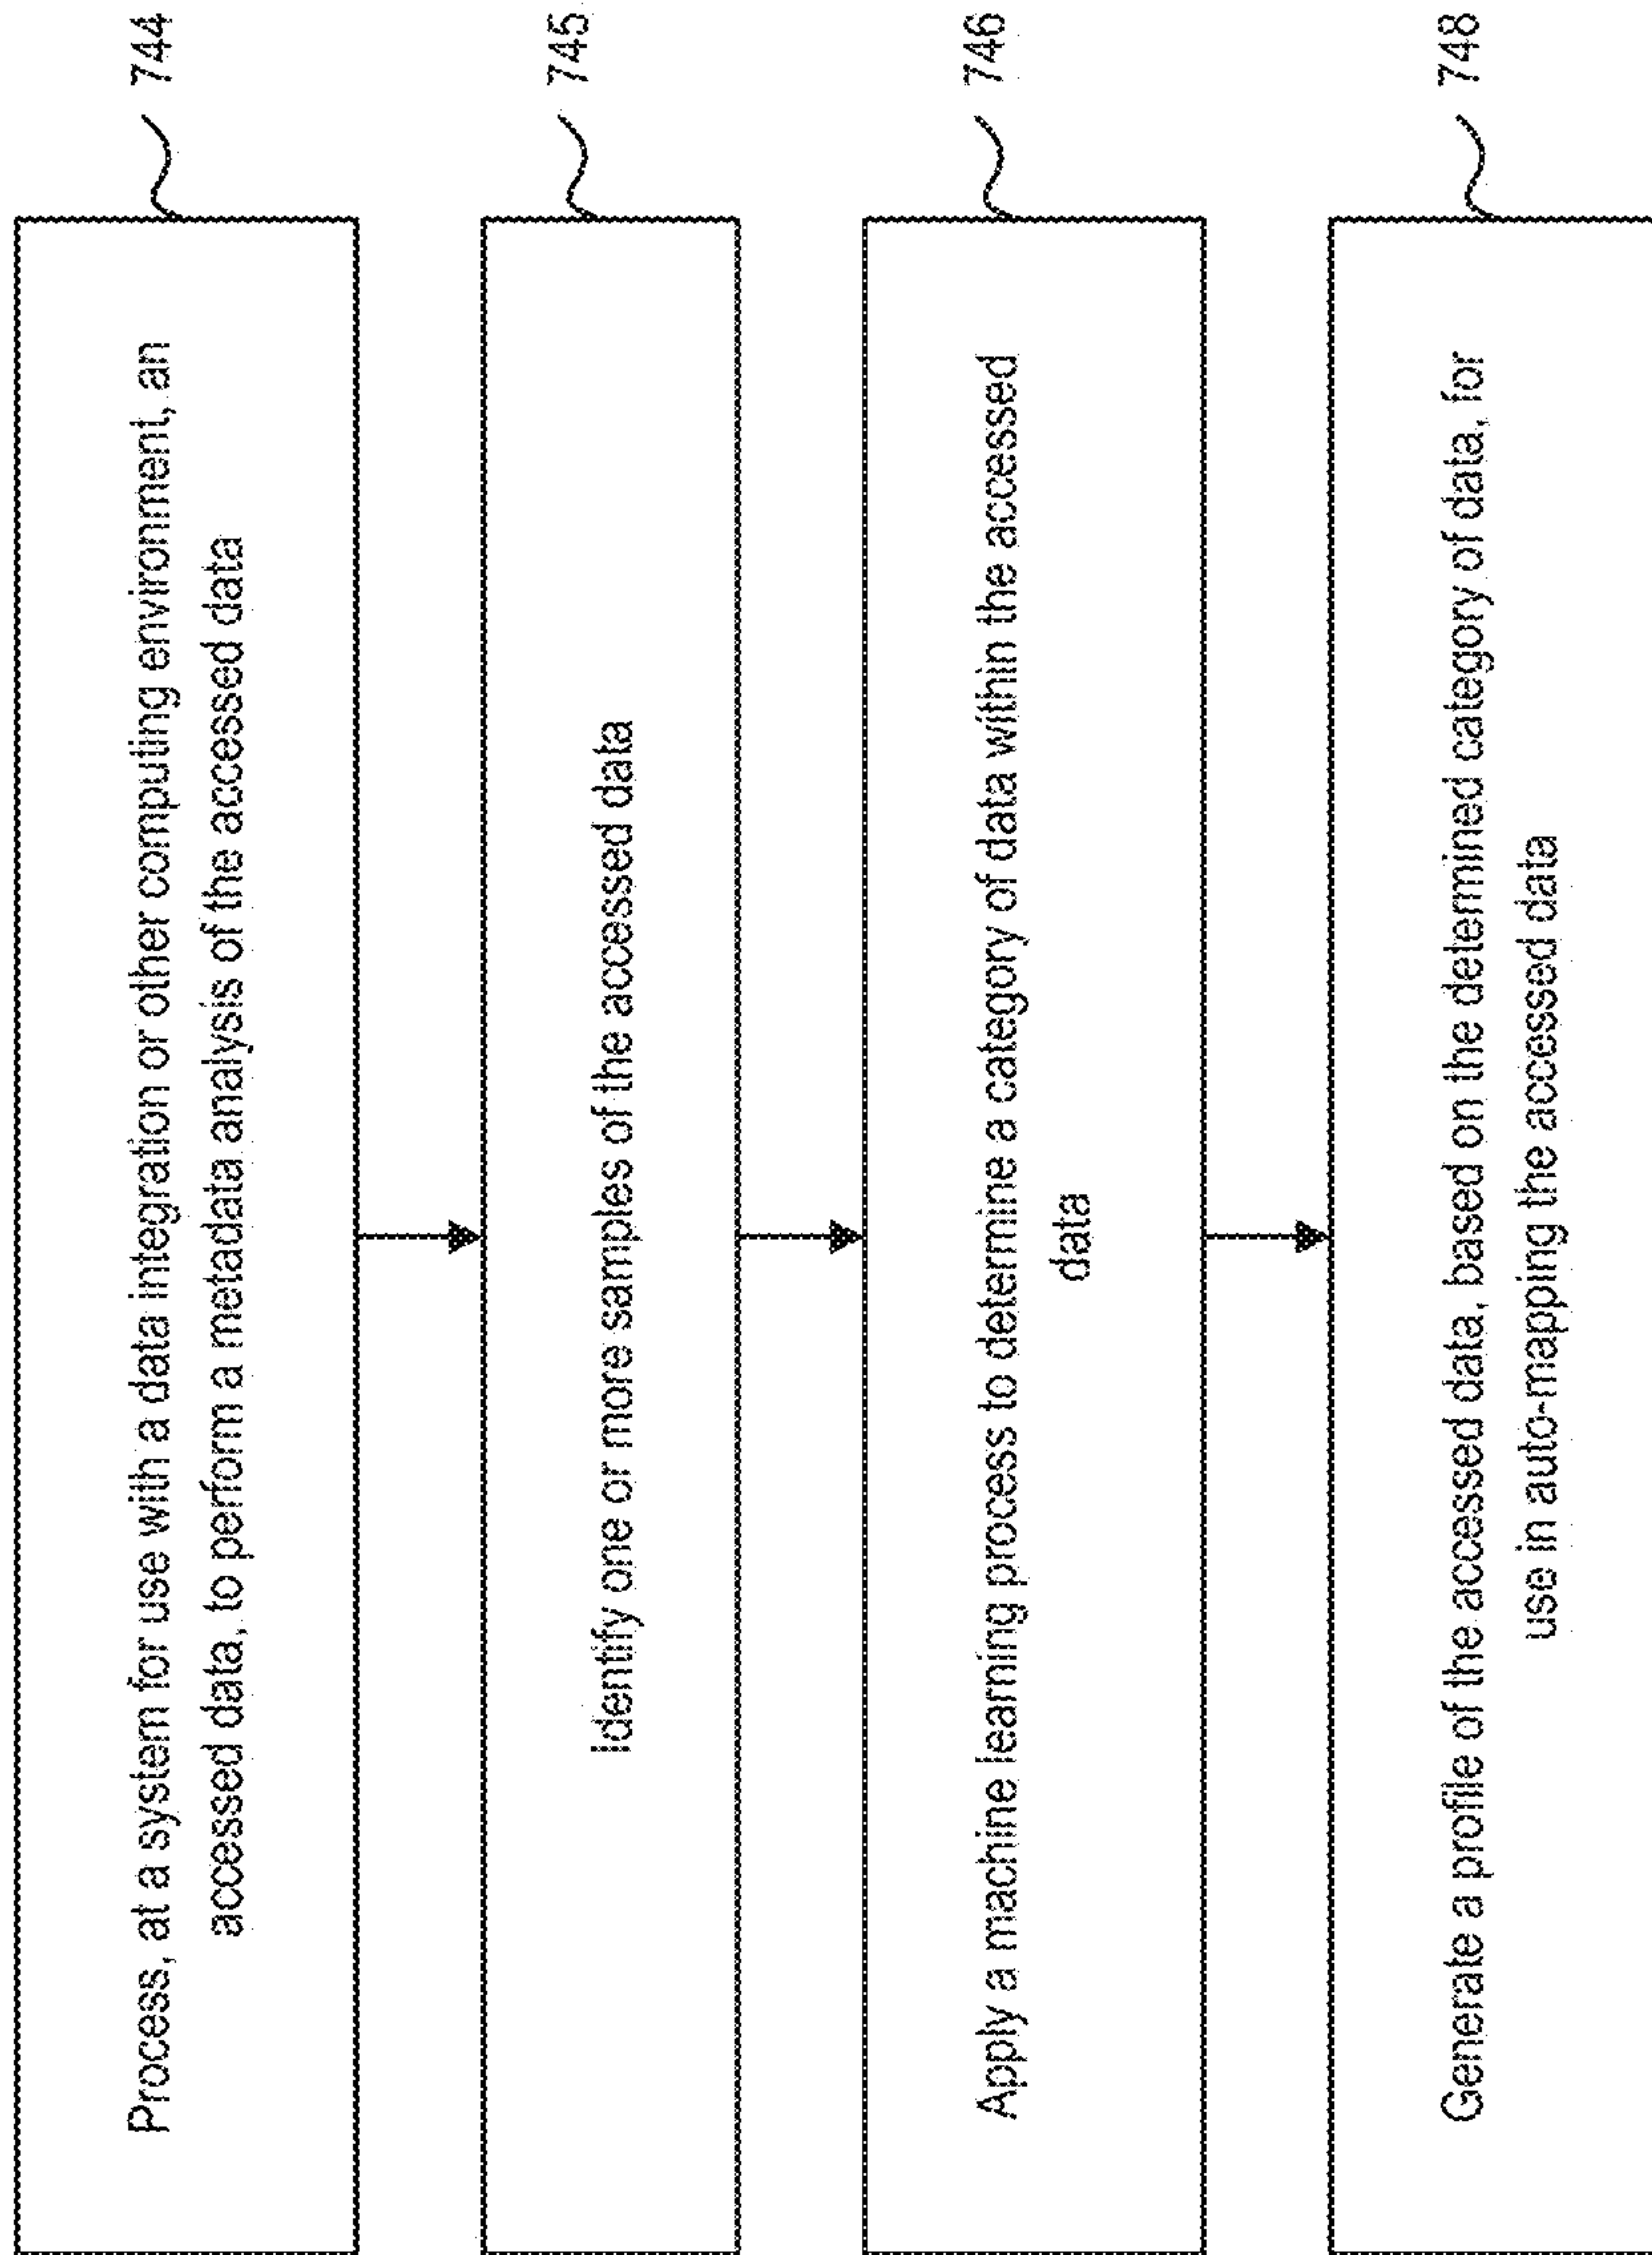 Process, at a system for use with a data integration or other computing environment, an
accessed data, to perform a metadata analysis of the accessed data
744
Identify one or more samples of the accessed data
745
Apply a machine learning process to determine a category of data within the accessed
data
746
Generate a profile of the accessed data, based on the determined category of data, for
use in auto-mapping the accessed data
748